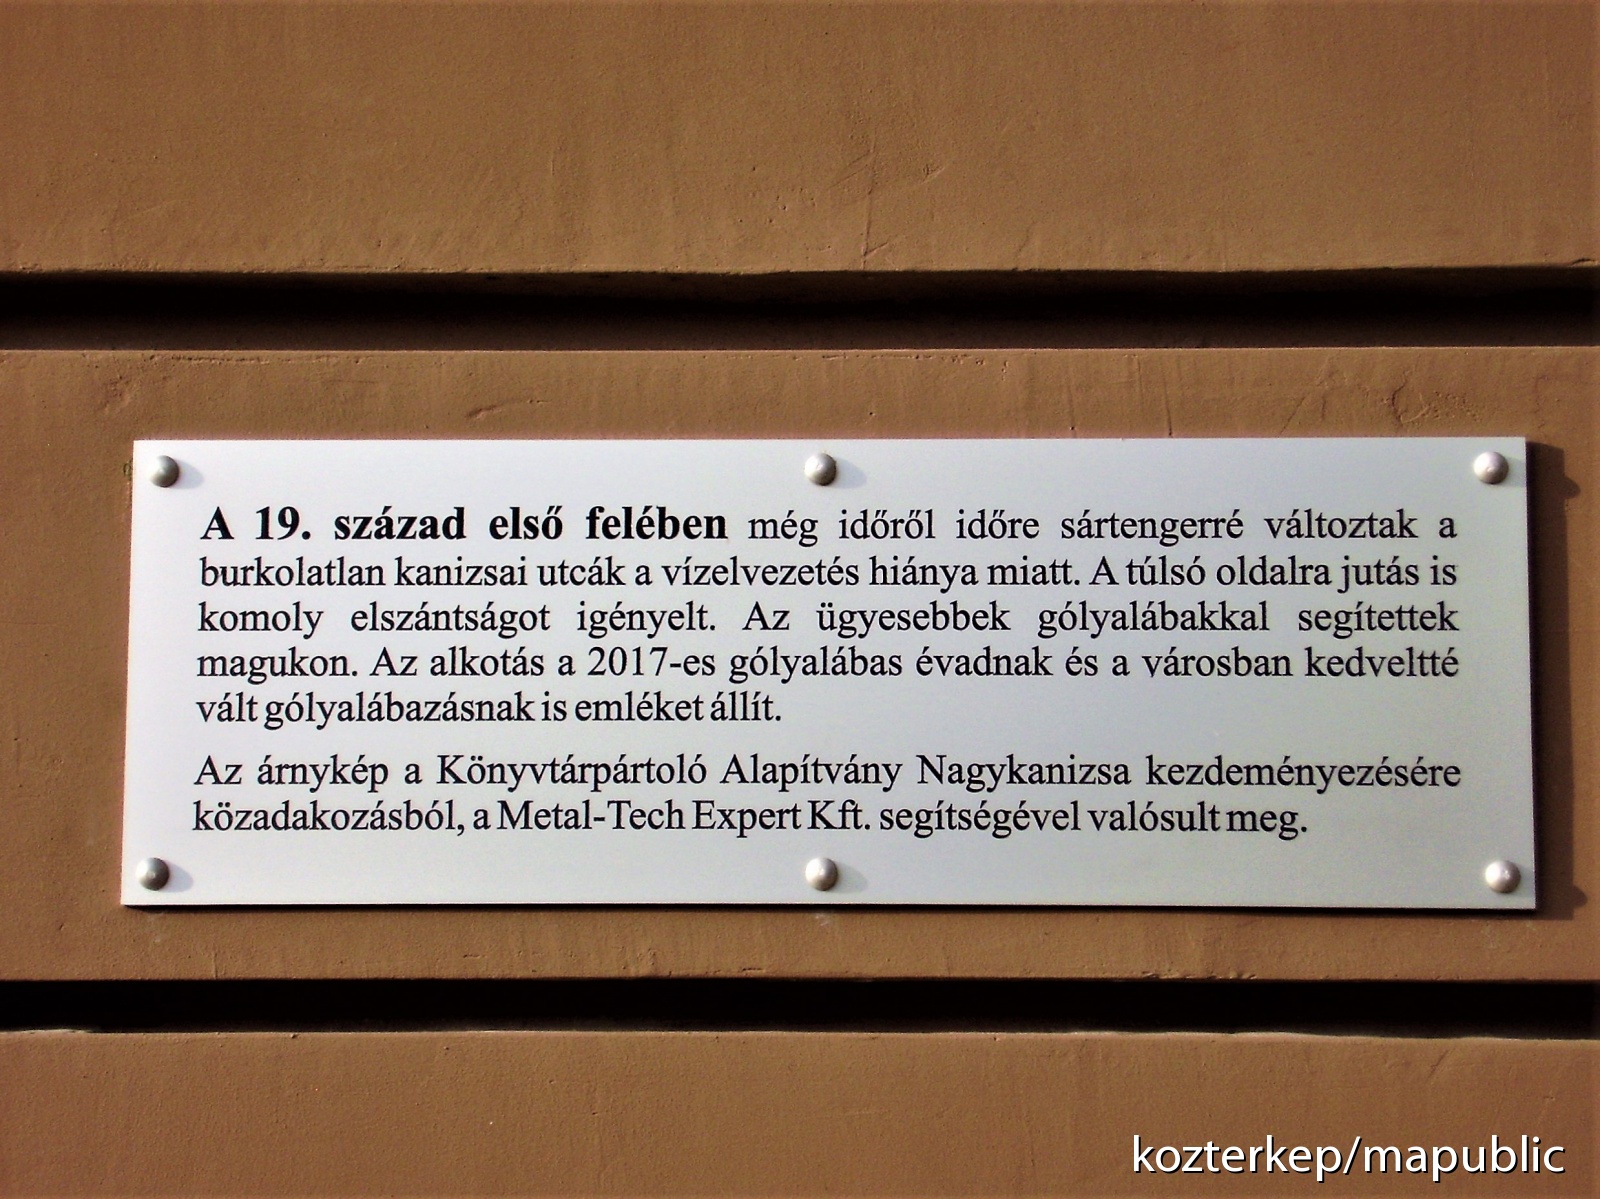 A 19. század első felében még időről időre sártengerré változtak a
burkolatlan kanizsai utcák a vízelvezetés hiánya miatt. A túlsó oldalra jutás is
komoly elszántságot igényelt. Az ügyesebbek gólyalábakkal segítettek
magukon. Az alkotás a 2017-es gólyalábas évadnak és a városban kedveltté
vált gólyalábazásnak is emléket állít.
Az árnykép a Könyvtárpártoló Alapítvány Nagykanizsa kezdeményezésére
közadakozásból, a Metal-Tech Expert Kft. segítségével valósult meg.
kozterkep/mapublic